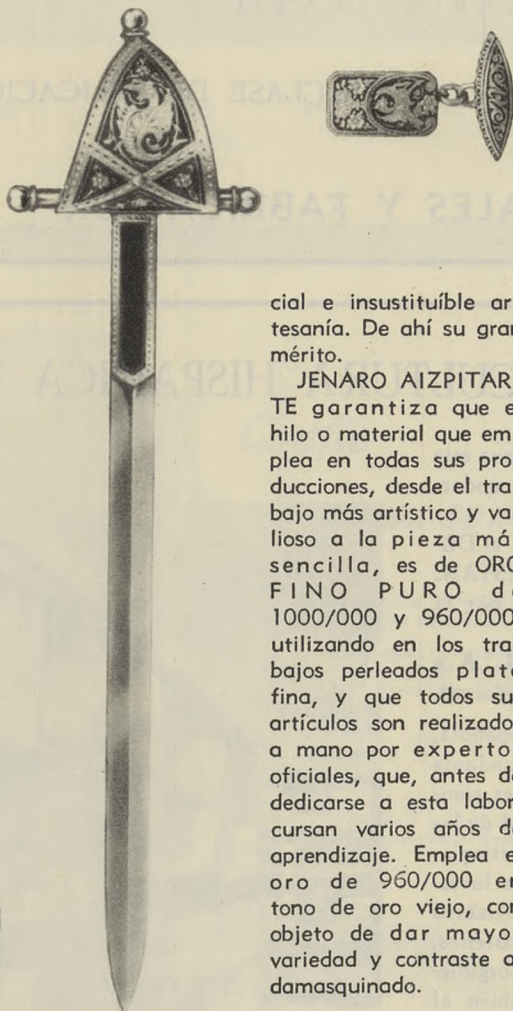 cial e insustituíble ar
tesanía. De ahí su gran
mérito.
JENARO AIZPITAR
TE garantiza que e
hilo o material que em
plea en todas sus pro
ducciones, desde el tra
bajo más artístico y va
lioso a la pieza má
sencilla, es de ORO
FINO PURO d
1000/000 y 960/000
utilizando en los tra
bajos perleados plat
fina, y que todos su
artículos son realizado
a mano por experto
oficiales, que, antes de
dedicarse a esta labor
cursan varios años de
aprendizaje. Emplea e
oro de 960/000 en
tono de oro viejo, con
objeto de dar mayo
variedad y contraste a
damasquinado.